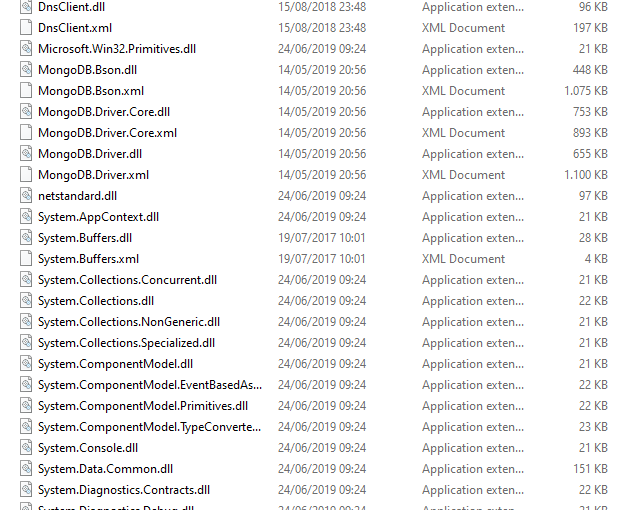 DnsClient.dll 15/08/2018 23:48 Application exten... 96 KB
DnsClient.xml 15/08/2018 23:48 XML Document 197 KB
Microsoft.Win32.Primitives.dll 24/06/2019 09:24 Application exten... 21 KB
MongoDB.Bson.dll 14/05/2019 20:56 Application exten... 448 KB
MongoDB.Bson.xml 14/05/2019 20:56 XML Document 1.075 KB
MongoDB.Driver.Core.dll 14/05/2019 20:56 Application exten... 753 KB
MongoDB.Driver.Core.xml 14/05/2019 20:56 XML Document 893 KB
MongoDB.Driver.dll 14/05/2019 20:56 Application exten... 655 KB
MongoDB.Driver.xml 14/05/2019 20:56 XML Document 1.100 KB
netstandard.dll 24/06/2019 09:24 Application exten... 97 KB
System.AppContext.dll 24/06/2019 09:24 Application exten... 21 KB
System.Buffers.dll 19/07/2017 10:01 Application exten... 28 KB
System.Buffers.xml 19/07/2017 10:01 XML Document 4 KB
System.Collections.Concurrent.dll 24/06/2019 09:24 Application exten... 21 KB
System.Collections.dll 24/06/2019 09:24 Application exten... 22 KB
System.Collections.NonGeneric.dll 24/06/2019 09:24 Application exten... 21 KB
System.Collections.Specialized.dll 24/06/2019 09:24 Application exten... 21 KB
System.ComponentModel.dll 24/06/2019 09:24 Application exten... 21 KB
System.ComponentModel.EventBasedAs... 24/06/2019 09:24 Application exten... 22 KB
System.ComponentModel.Primitives.dll 24/06/2019 09:24 Application exten... 22 KB
System.ComponentModel.TypeConverte... 24/06/2019 09:24 Application exten... 23 KB
System.Console.dll 24/06/2019 09:24 Application exten... 21 KB
System.Data.Common.dll 24/06/2019 09:24 Application exten... 151 KB
System.Diagnostics.Contracts.dll 24/06/2019 09:24 Application exten... 22 KB
System.Diagnostics.Debug.dll 24/06/2019 09:24 Application exten... 21 KB